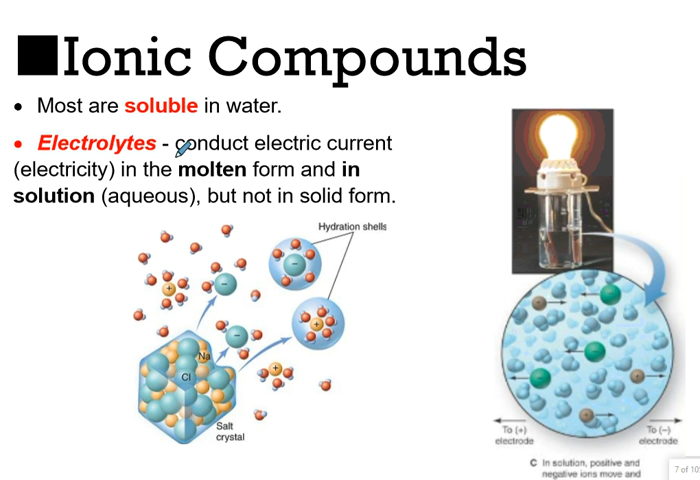 Ionic Compounds
• Most are soluble in water.
• Electrolytes - conduct electric current
(electricity) in the molten form and in
solution (aqueous), but not in solid form.
Hydration shells
+
−
−
+
−
+
Na
Cl
Salt
crystal
−
+
−
−
+
+
To (+)
electrode
To (−)
electrode
C In solution, positive and
negative ions move and
7 of 10